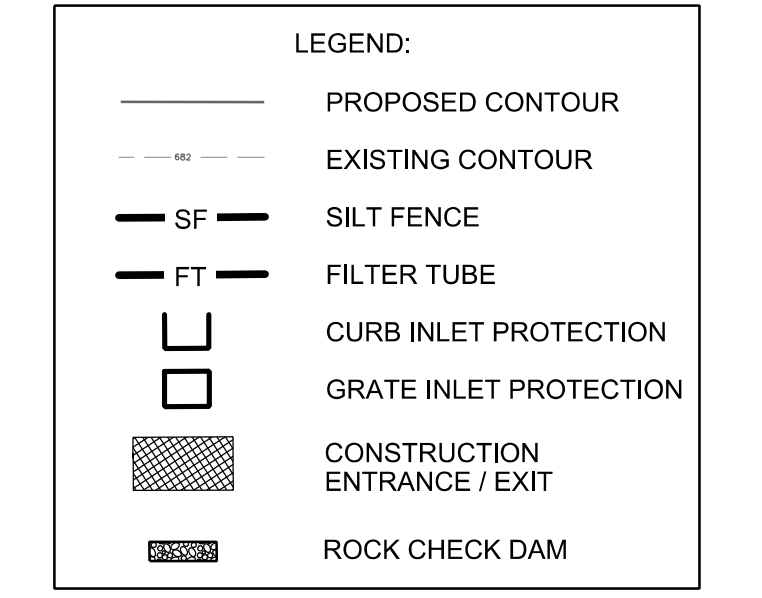 LEGEND:
PROPOSED CONTOUR
682 EXISTING CONTOUR
SF SILT FENCE
FT FILTER TUBE
CURB INLET PROTECTION
GRATE INLET PROTECTION
CONSTRUCTION
ENTRANCE / EXIT
ROCK CHECK DAM